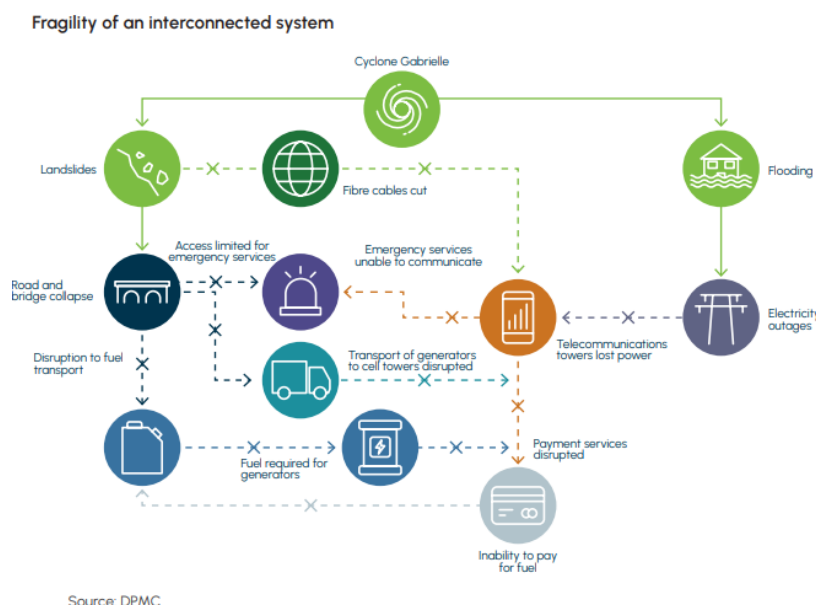 Fragility of an interconnected system
Cyclone Gabrielle
Landslides
Fibre cables cut
Flooding
Access limited for
emergency services
Emergency services
unable to communicate
Road and
bridge collapse
Electricity
outages
Telecommunications
towers lost power
Disruption to fuel
transport
Transport of generators
to cell towers disrupted
Fuel required for
generators
Payment services
disrupted
Inability to pay
for fuel
Source: DPMC